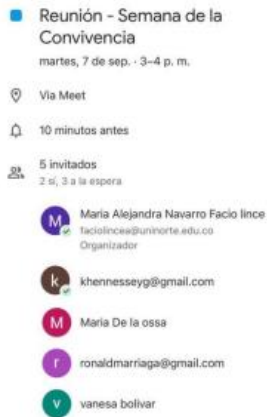 Reunión - Semana de la
Convivencia
martes, 7 de sep. · 3–4 p. m.
Via Meet
10 minutos antes
5 invitados
2 sí, 3 a la espera
M
Maria Alejandra Navarro Facio lince
faciolincea@uninorte.edu.co
Organizador
k
khennesseyg@gmail.com
M
Maria De la ossa
r
ronaldmarriaga@gmail.com
v
vanesa bolivar